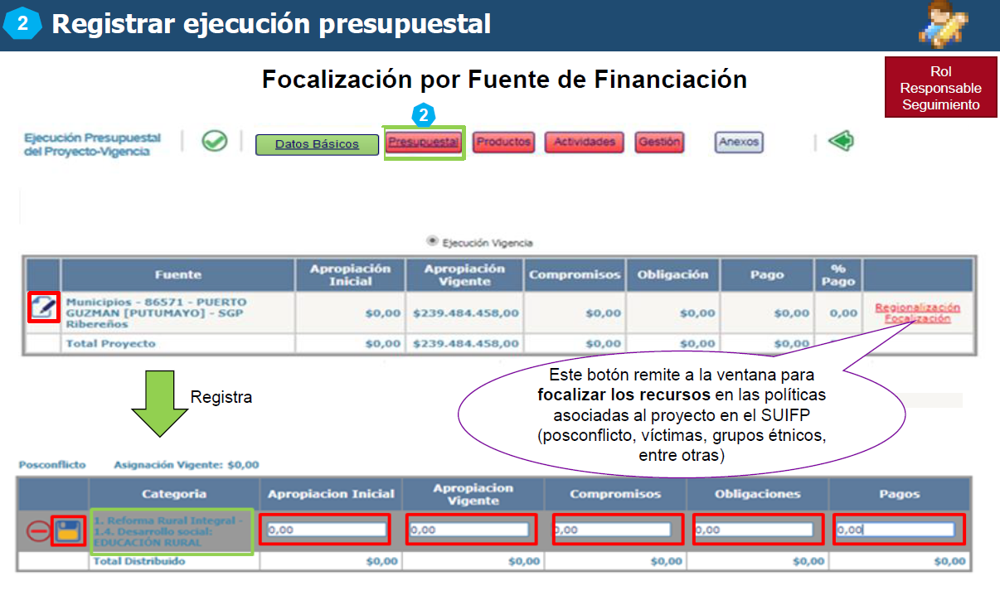 2 Registrar ejecución presupuestal
Rol
Responsable
Seguimiento
Focalización por Fuente de Financiación
2
Ejecución Presupuestal
del Proyecto-Vigencia
Datos Básicos Presupuestal Productos Actividades Gestión Anexos
Ejecución Vigencia
Fuente Apropiación Inicial Apropiación Vigente Compromisos Obligación Pago % Pago
Municipios - 86571 - PUERTO
GUZMAN [PUTUMAYO] - SGP
Ribereños
$0,00 $239.484.458,00 $0,00 $0,00 $0,00 0,00
Regionalización
Focalización
Total Proyecto $0,00 $239.484.458,00 $0,00 $0,00 $0,00
Este botón remite a la ventana para
focalizar los recursos en las políticas
asociadas al proyecto en el SUIFP
(posconflicto, víctimas, grupos étnicos,
entre otras)
Registra
Posconflicto Asignación Vigente: $0,00
Categoria Apropiacion Inicial Apropiacion Vigente Compromisos Obligaciones Pagos
1. Reforma Rural Integral -
1.4. Desarrollo social:
EDUCACIÓN RURAL
0,00 0,00 0,00 0,00 0,00
Total Distribuido $0,00 $0,00 $0,00 $0,00 $0,00